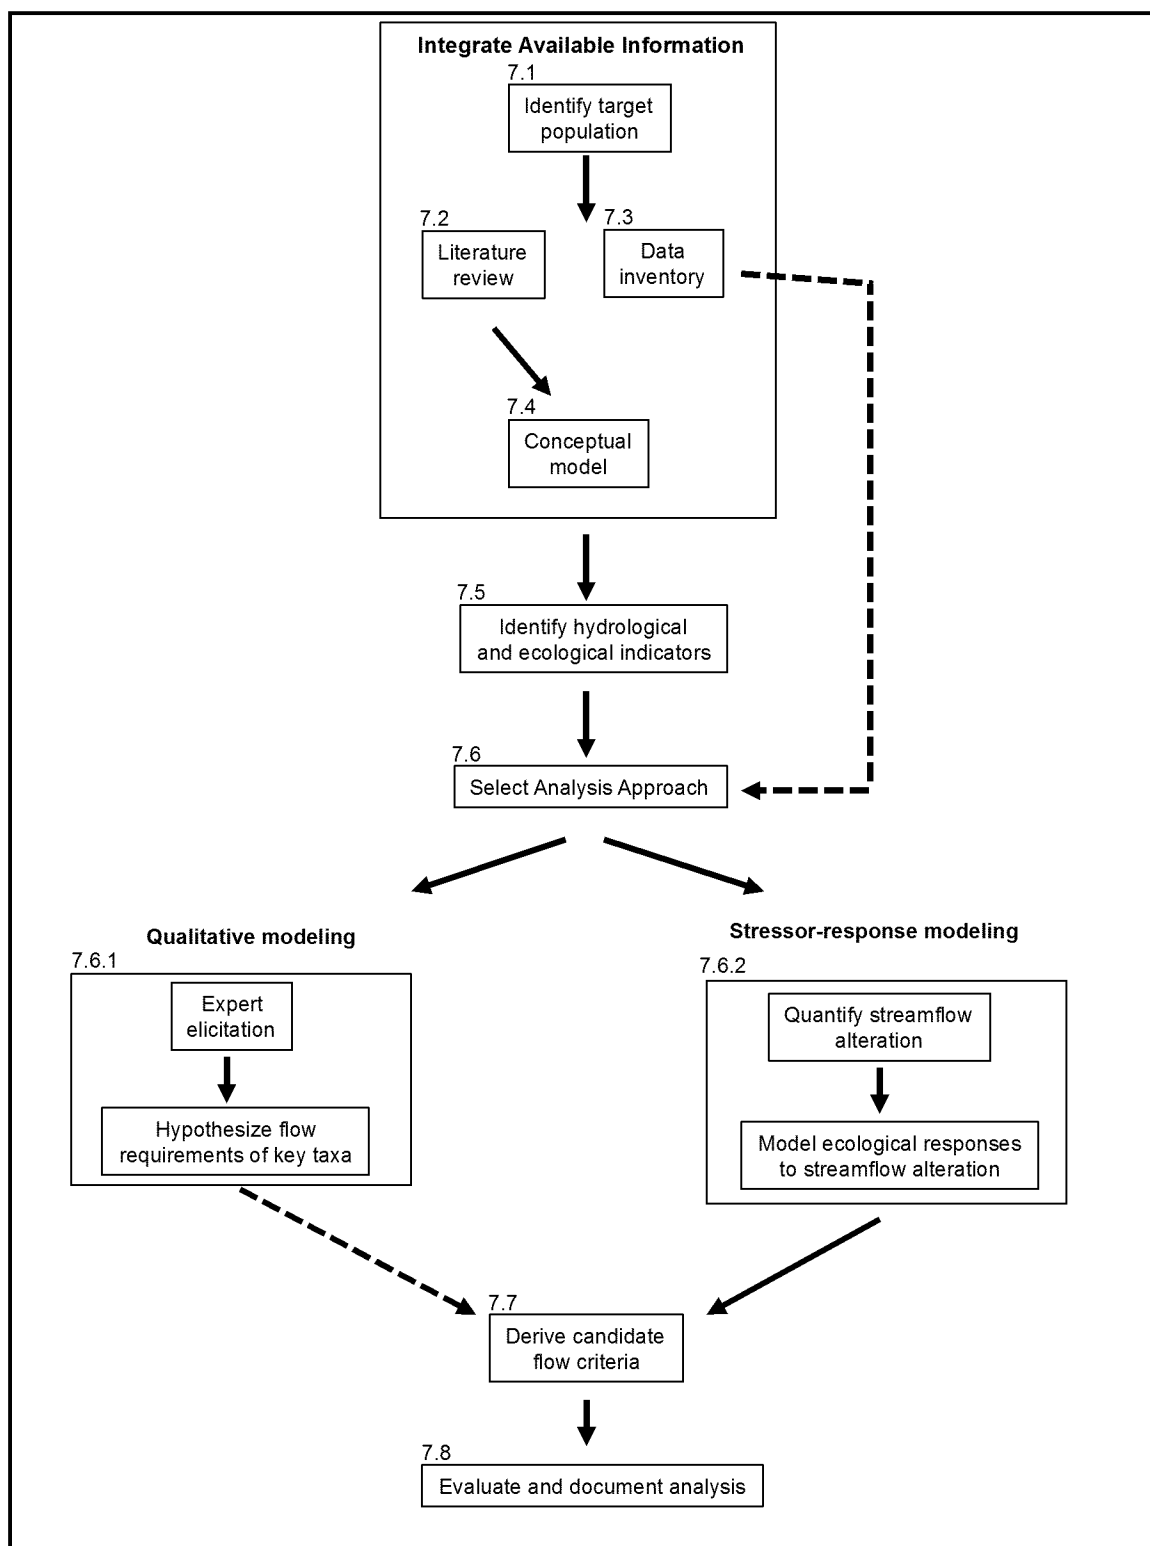 Integrate Available Information
7.1
Identify target
population
7.2
Literature
review
7.3
Data
inventory
7.4
Conceptual
model
7.5
Identify hydrological
and ecological indicators
7.6
Select Analysis Approach
Qualitative modeling
7.6.1
Expert
elicitation
Hypothesize flow
requirements of key taxa
Stressor-response modeling
7.6.2
Quantify streamflow
alteration
Model ecological responses
to streamflow alteration
7.7
Derive candidate
flow criteria
7.8
Evaluate and document analysis